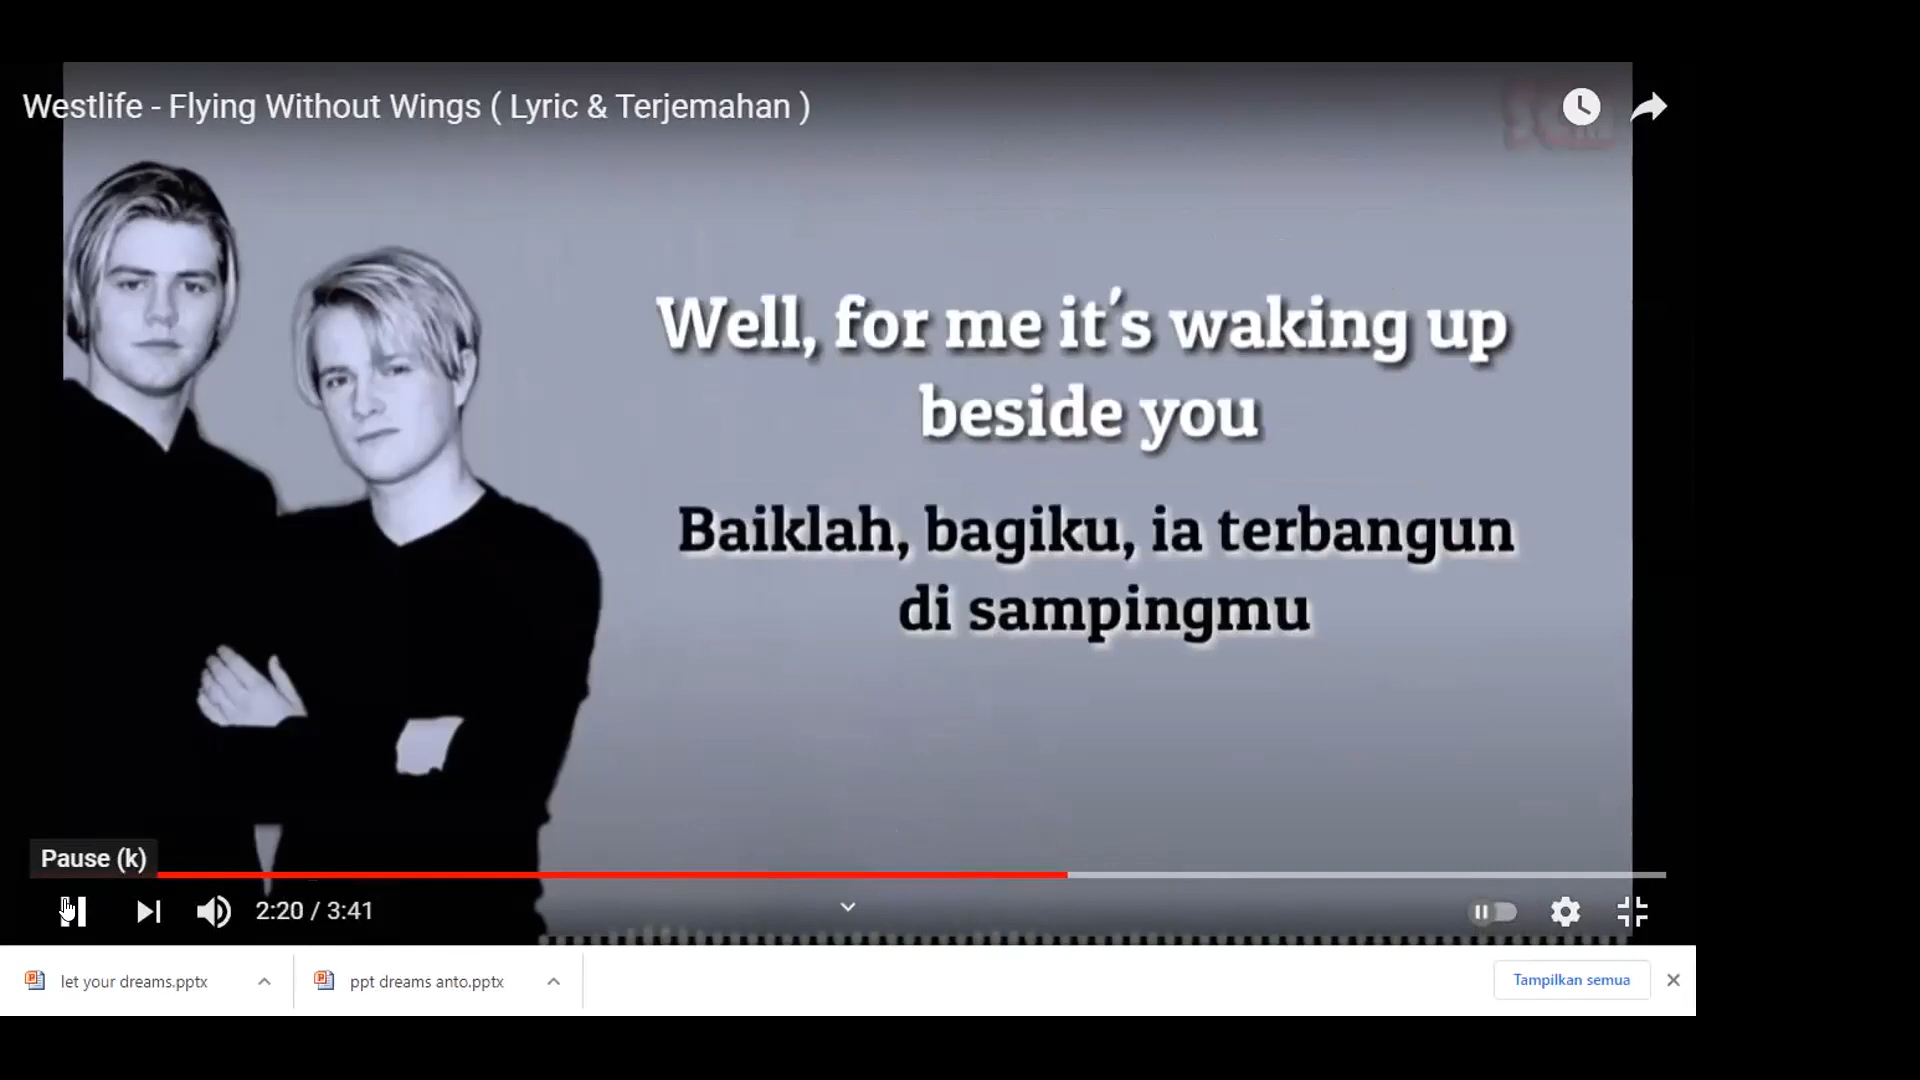 Westlife - Flying Without Wings ( Lyric & Terjemahan )
Well, for me it's waking up
beside you
Baiklah, bagiku, ia terbangun
di sampingmu
Pause (k)
2:20 / 3:41
let your dreams.pptx
ppt dreams anto.pptx
Tampilkan semua